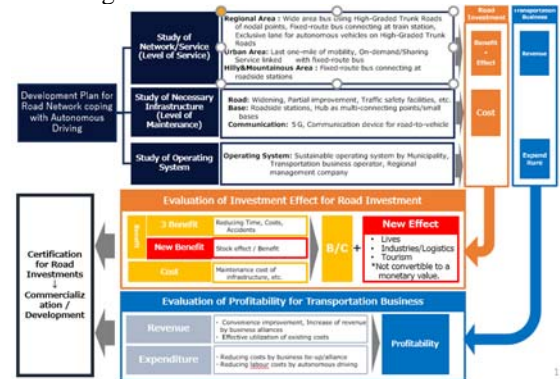 Study of
Network/Service
(Level of Service)
Regional Area : Wide area bus using High-Graded Trunk Roads
of nodal points, Fixed-route bus connecting at train station,
Exclusive lane for autonomous vehicles on High-Graded Trunk
Roads
Urban Area: Last one-mile of mobility, On-demand/Sharing
Service linked with fixed-route bus
Hilly&Mountainous Area : Fixed-route bus connecting at
roadside stations
Road
Investment
Benefit
・
Effect
Transportation
Business
Revenue
Development Plan for
Road Network coping
with Autonomous
Driving
Study of Necessary
Infrastructure
(Level of
Maintenance)
Road: Widening, Partial improvement, Traffic safety facilities, etc.
Base: Roadside stations, Hub as multi-connecting points/small
bases
Communication: 5G, Communication device for road-to-vehicle
Cost
Study of Operating
System
Operating System: Sustainable operating system by Municipality,
Transportation business operator, Regional
management company
Expend
iture
Evaluation of Investment Effect for Road Investment
Benefit
3 Benefit
Reducing Time, Costs,
Accidents
New Benefit
Stock effect / Benefit
Cost
Maintenance cost of
infrastructure, etc.
B/C
+
New Effect
• Lives
• Industries/Logistics
• Tourism
*Not convertible to a
monetary value.
Certification
for Road
Investments
↓
Commercializ
ation /
Development
Evaluation of Profitability for Transportation Business
Revenue
・ Convenience improvement, Increase of revenue
by business alliances
・ Effective utilization of existing costs
Expenditure
・ Reducing costs by business tie-up/alliance
・ Reducing labour costs by autonomous driving
Profitability